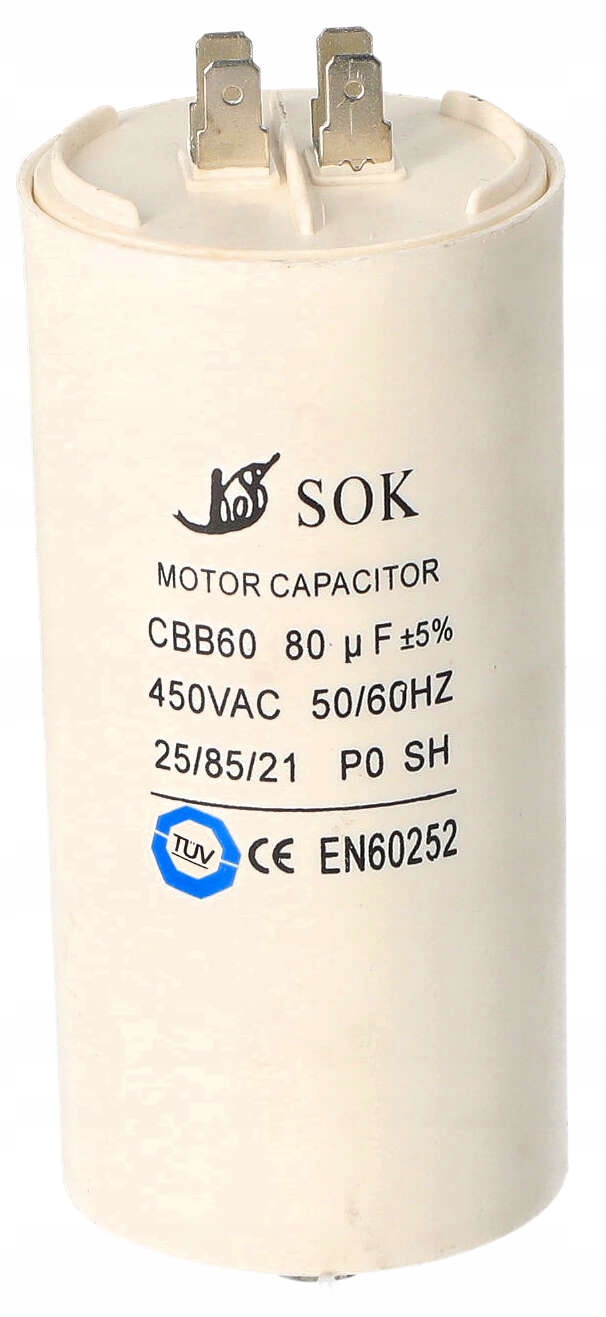 SOK
MOTOR CAPACITOR
CBB60 80 µF ±5%
450VAC 50/60HZ
25/85/21 P0 SH
TÜV CE EN60252